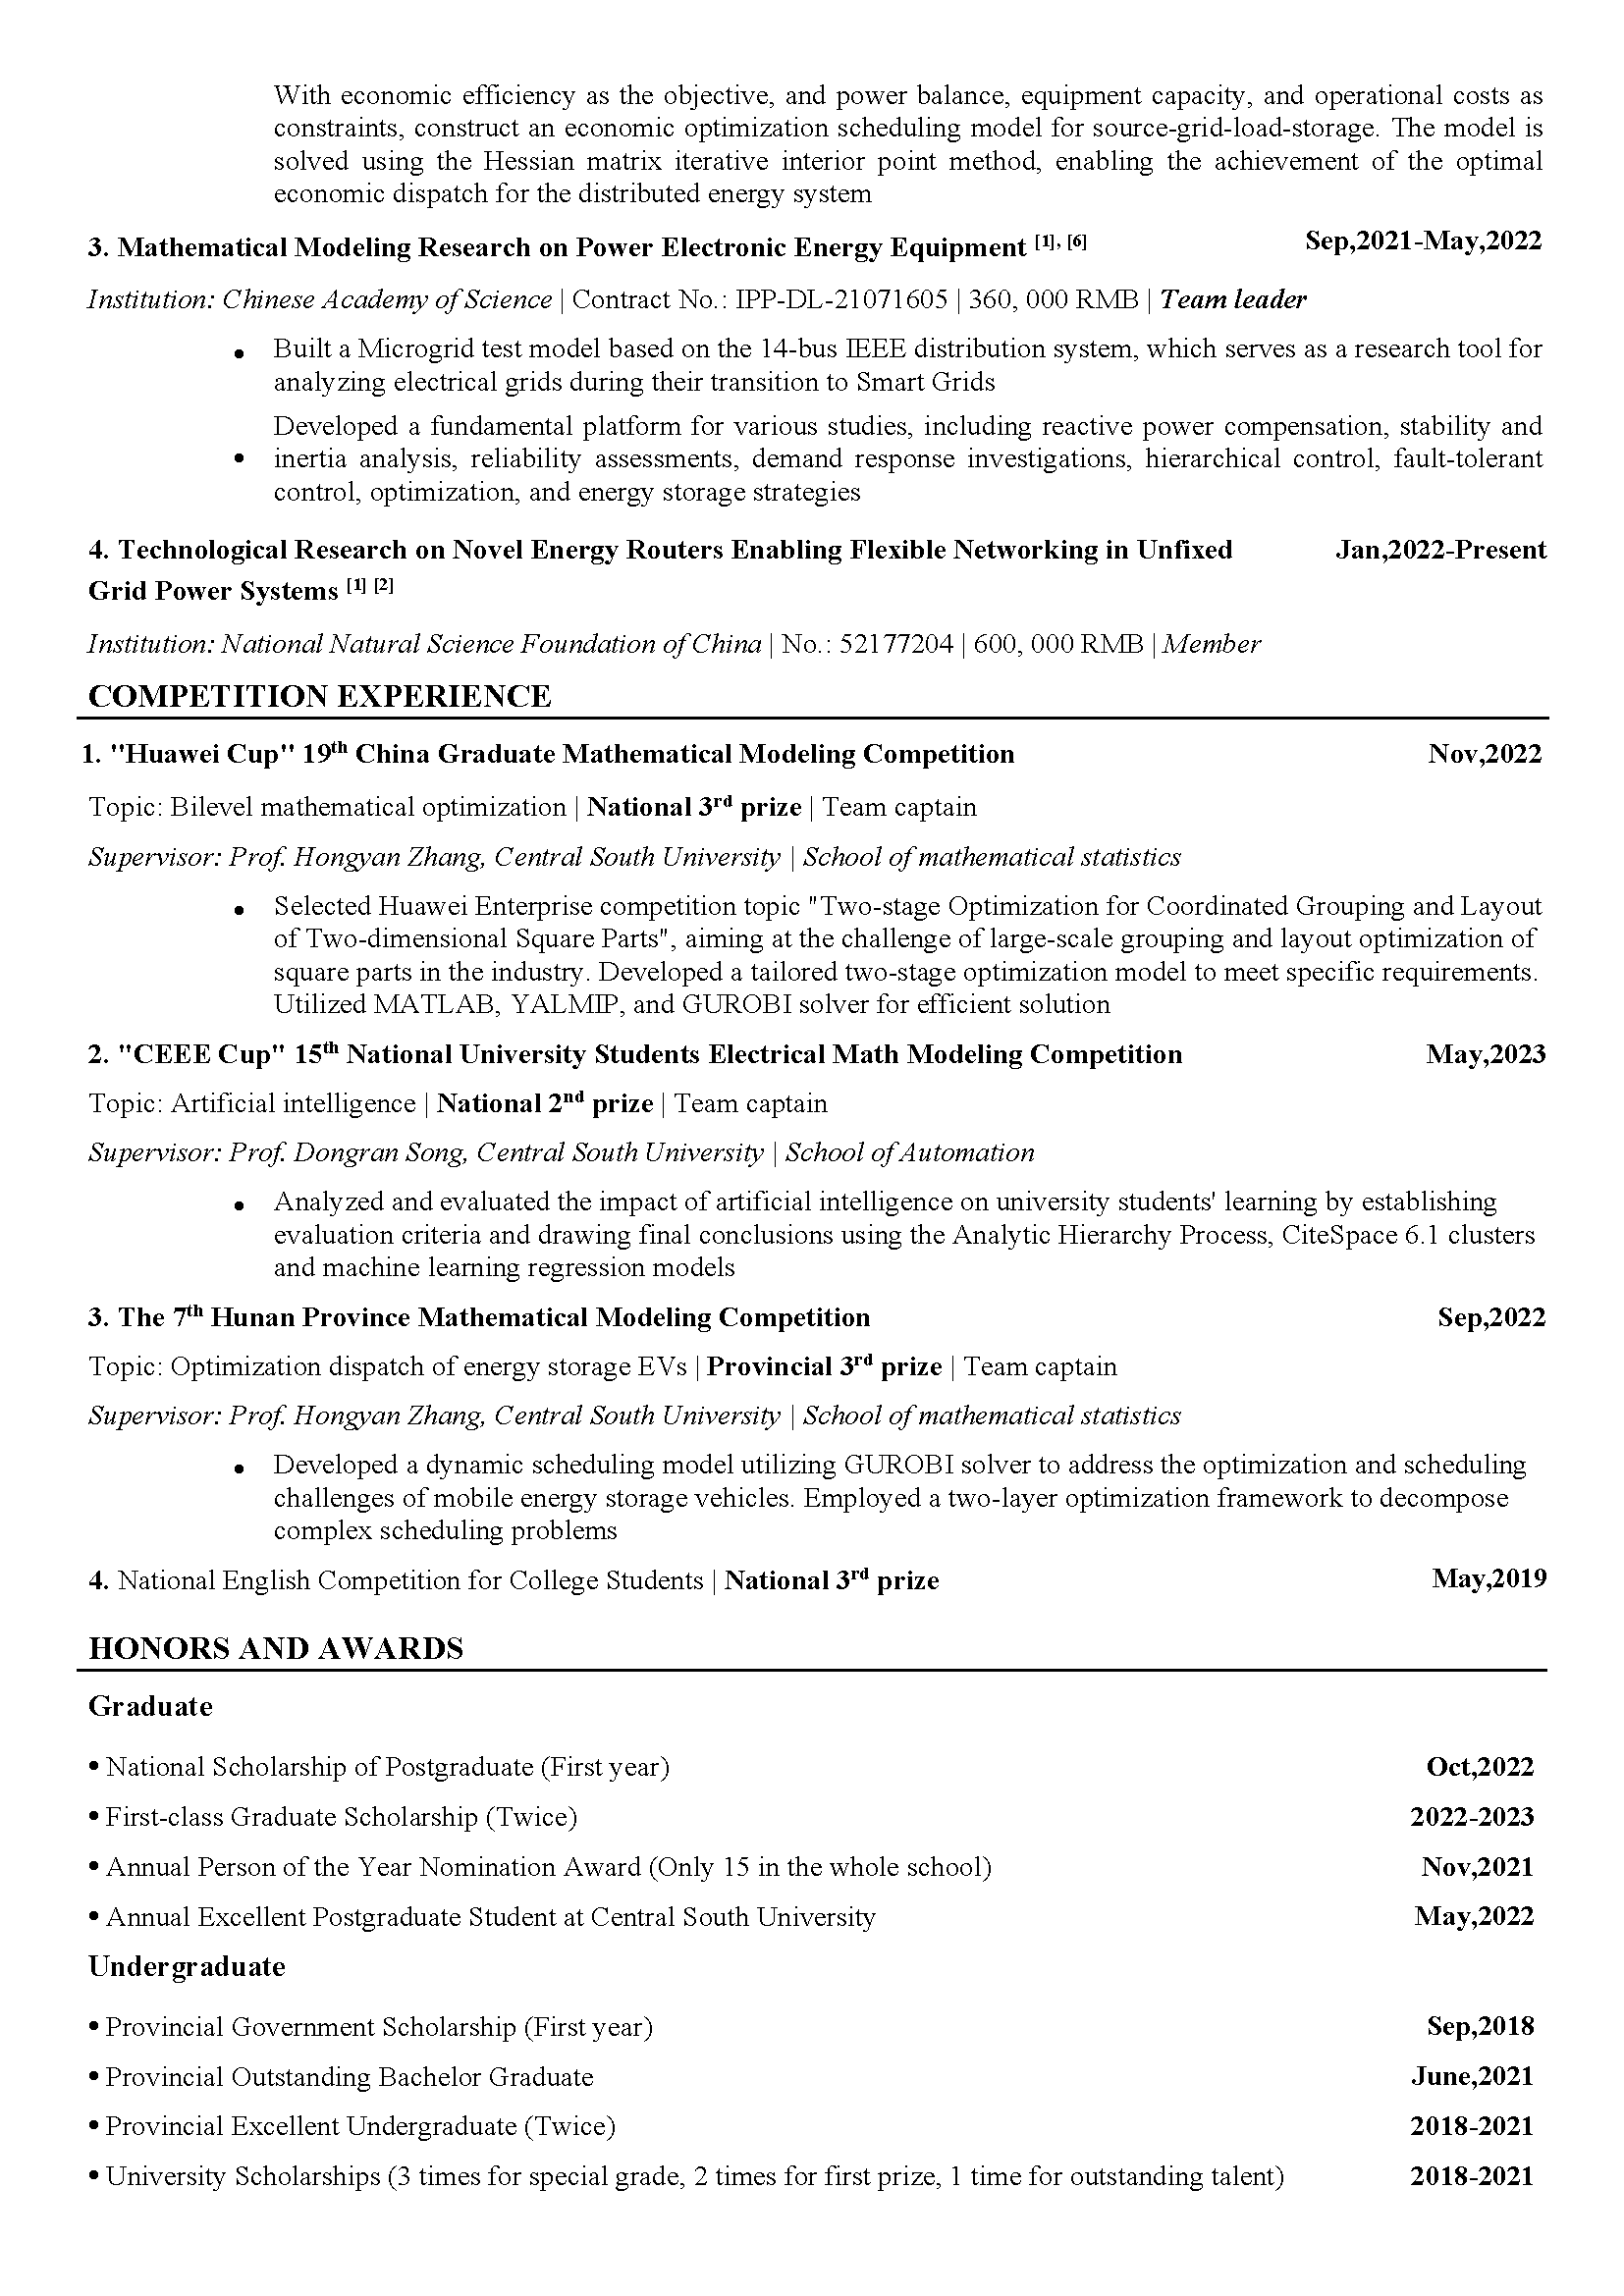 With economic efficiency as the objective, and power balance, equipment capacity, and operational costs as
constraints, construct an economic optimization scheduling model for source-grid-load-storage. The model is
solved using the Hessian matrix iterative interior point method, enabling the achievement of the optimal
economic dispatch for the distributed energy system
3. Mathematical Modeling Research on Power Electronic Energy Equipment [1], [6] Sep,2021-May,2022
Institution: Chinese Academy of Science | Contract No.: IPP-DL-21071605 | 360, 000 RMB | Team leader
• Built a Microgrid test model based on the 14-bus IEEE distribution system, which serves as a research tool for
analyzing electrical grids during their transition to Smart Grids
Developed a fundamental platform for various studies, including reactive power compensation, stability and
• inertia analysis, reliability assessments, demand response investigations, hierarchical control, fault-tolerant
control, optimization, and energy storage strategies
4. Technological Research on Novel Energy Routers Enabling Flexible Networking in Unfixed Jan,2022-Present
Grid Power Systems [1] [2]
Institution: National Natural Science Foundation of China | No.: 52177204 | 600, 000 RMB | Member
COMPETITION EXPERIENCE
1. "Huawei Cup" 19th China Graduate Mathematical Modeling Competition Nov,2022
Topic: Bilevel mathematical optimization | National 3rd prize | Team captain
Supervisor: Prof. Hongyan Zhang, Central South University | School of mathematical statistics
• Selected Huawei Enterprise competition topic "Two-stage Optimization for Coordinated Grouping and Layout
of Two-dimensional Square Parts", aiming at the challenge of large-scale grouping and layout optimization of
square parts in the industry. Developed a tailored two-stage optimization model to meet specific requirements.
Utilized MATLAB, YALMIP, and GUROBI solver for efficient solution
2. "CEEE Cup" 15th National University Students Electrical Math Modeling Competition May,2023
Topic: Artificial intelligence | National 2nd prize | Team captain
Supervisor: Prof. Dongran Song, Central South University | School of Automation
• Analyzed and evaluated the impact of artificial intelligence on university students' learning by establishing
evaluation criteria and drawing final conclusions using the Analytic Hierarchy Process, CiteSpace 6.1 clusters
and machine learning regression models
3. The 7th Hunan Province Mathematical Modeling Competition Sep,2022
Topic: Optimization dispatch of energy storage EVs | Provincial 3rd prize | Team captain
Supervisor: Prof. Hongyan Zhang, Central South University | School of mathematical statistics
• Developed a dynamic scheduling model utilizing GUROBI solver to address the optimization and scheduling
challenges of mobile energy storage vehicles. Employed a two-layer optimization framework to decompose
complex scheduling problems
4. National English Competition for College Students | National 3rd prize May,2019
HONORS AND AWARDS
Graduate
• National Scholarship of Postgraduate (First year) Oct,2022
• First-class Graduate Scholarship (Twice) 2022-2023
• Annual Person of the Year Nomination Award (Only 15 in the whole school) Nov,2021
• Annual Excellent Postgraduate Student at Central South University May,2022
Undergraduate
• Provincial Government Scholarship (First year) Sep,2018
• Provincial Outstanding Bachelor Graduate June,2021
• Provincial Excellent Undergraduate (Twice) 2018-2021
• University Scholarships (3 times for special grade, 2 times for first prize, 1 time for outstanding talent) 2018-2021